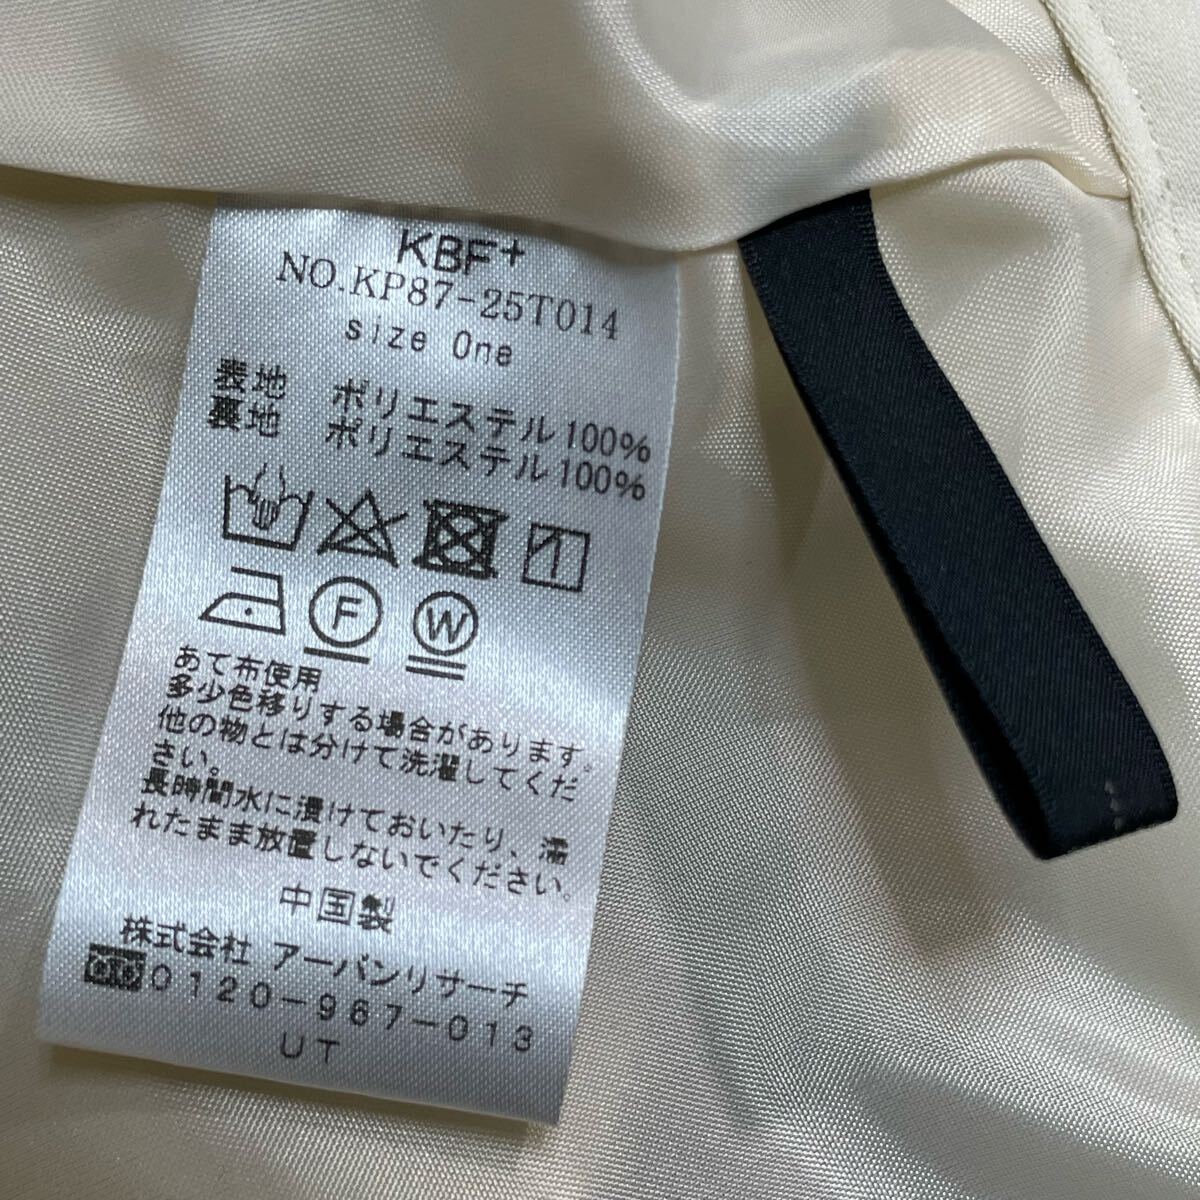 KBF+
NO.KP87-25T014
size One
表地 ポリエステル100%
裏地 ポリエステル100%
F W
あて布使用
多少色移りする場合があります。
他の物とは分けて洗濯してくだ
さい。
長時間水に漬けておいたり、濡
れたまま放置しないでください。
中国製
株式会社 アーバンリサーチ
0120-967-013
UT